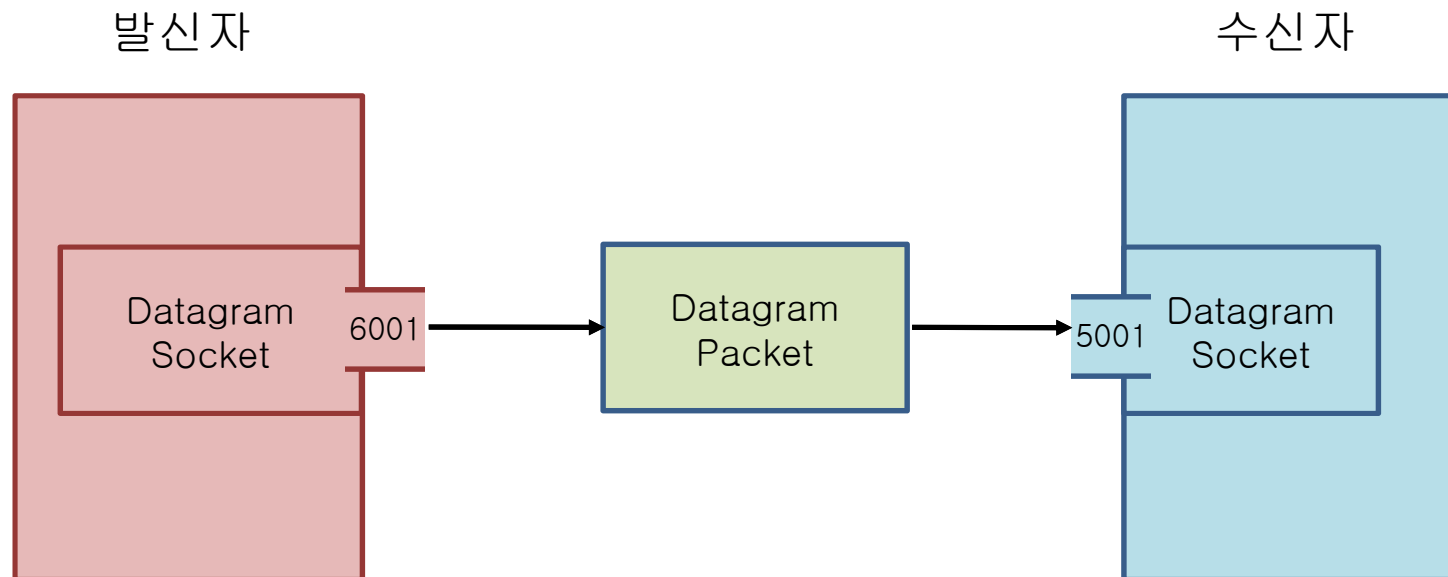 발신자
수신자
Datagram
Socket
6001
Datagram
Packet
5001
Datagram
Socket